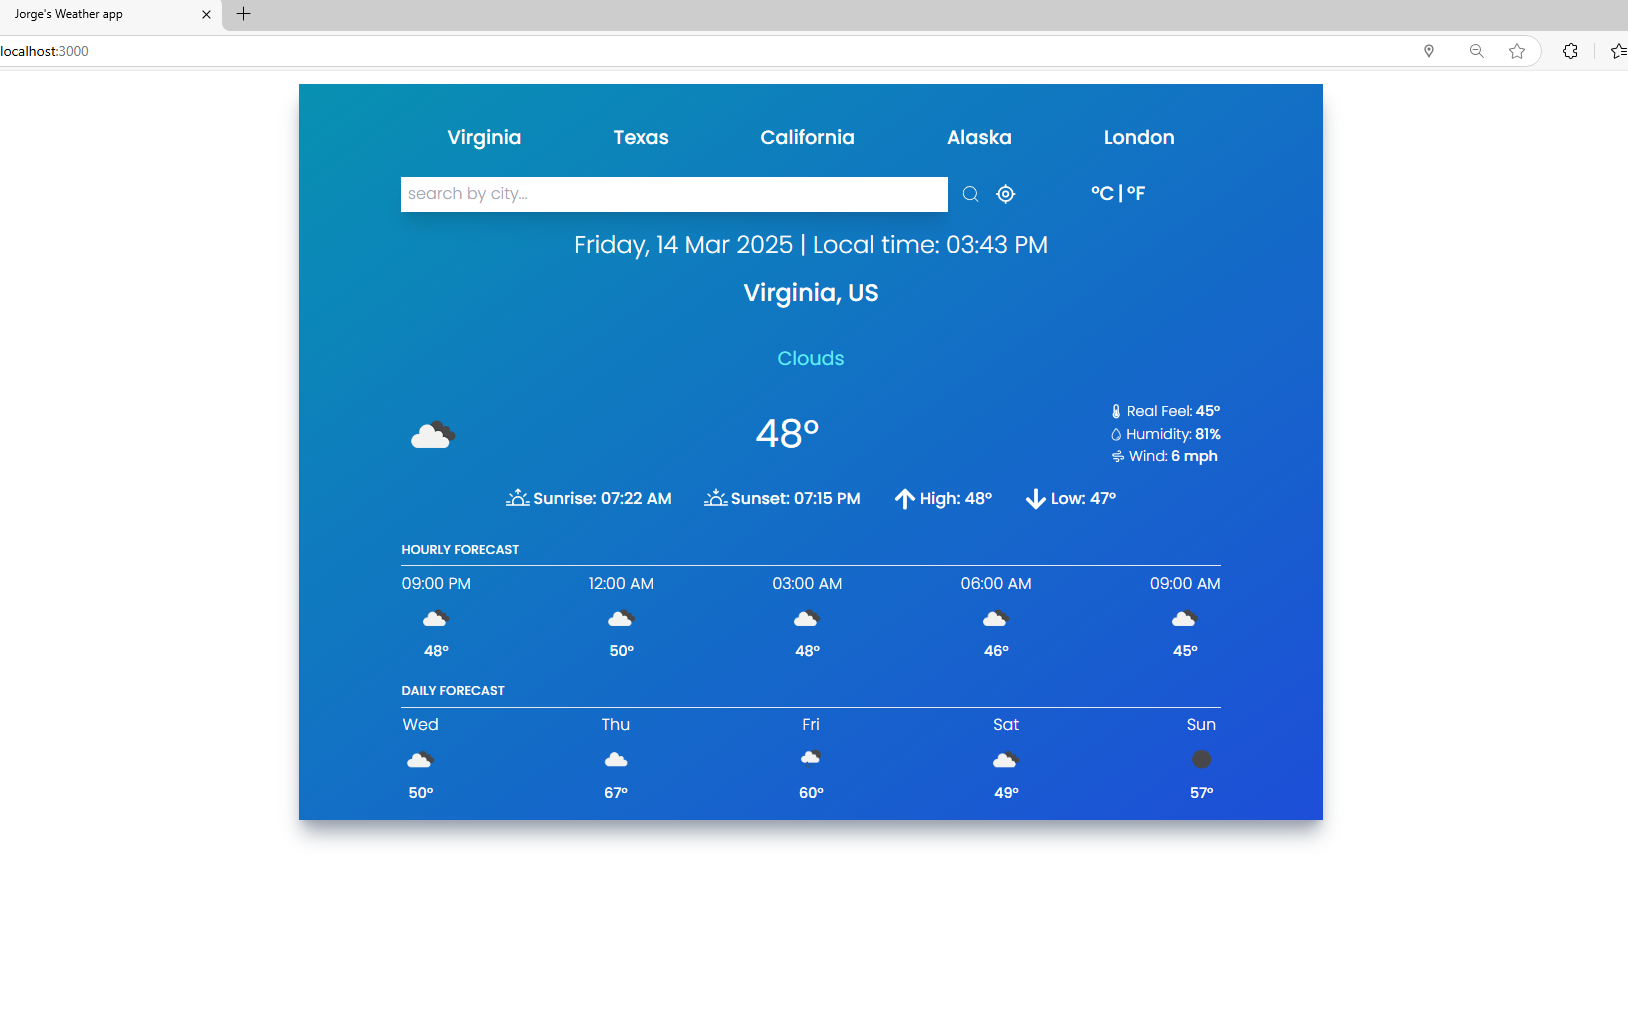 Jorge's Weather app
localhost:3000
Virginia Texas California Alaska London
search by city... °C | °F
Friday, 14 Mar 2025 | Local time: 03:43 PM
Virginia, US
Clouds
48°
Real Feel: 45°
Humidity: 81%
Wind: 6 mph
Sunrise: 07:22 AM Sunset: 07:15 PM High: 48° Low: 47°
HOURLY FORECAST
09:00 PM 12:00 AM 03:00 AM 06:00 AM 09:00 AM
48° 50° 48° 46° 45°
DAILY FORECAST
Wed Thu Fri Sat Sun
50° 67° 60° 49° 57°